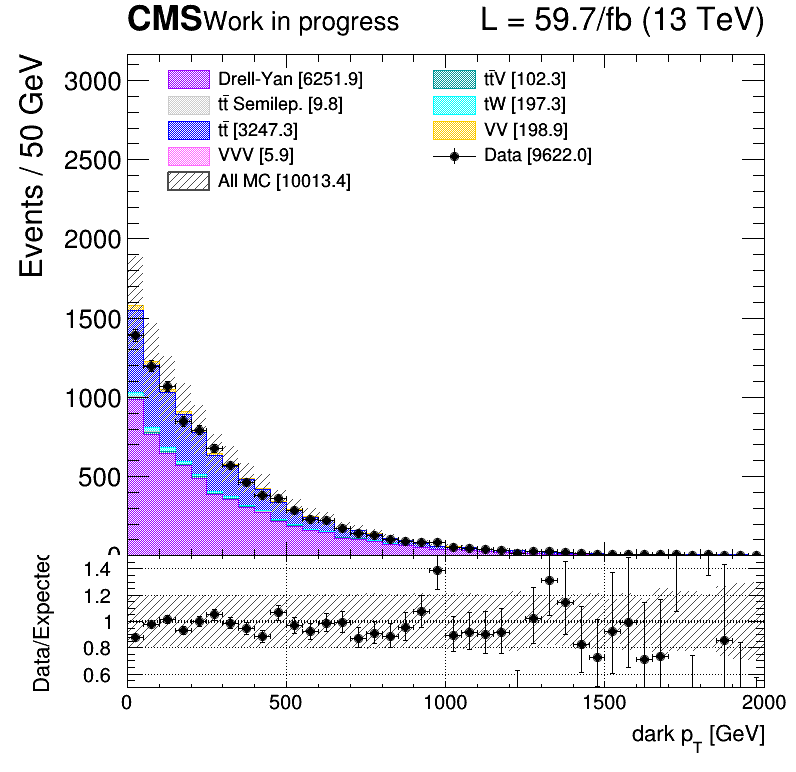 CMS Work in progress L = 59.7/fb (13 TeV)
Events / 50 GeV
3000
2500
2000
1500
1000
500
0
Drell-Yan [6251.9]
tt̄ Semilep. [9.8]
tt̄ [3247.3]
VVV [5.9]
All MC [10013.4]
tt̄V [102.3]
tW [197.3]
VV [198.9]
Data [9622.0]
Data/Expected
1.4
1.2
1
0.8
0.6
0 500 1000 1500 2000
dark p_T [GeV]